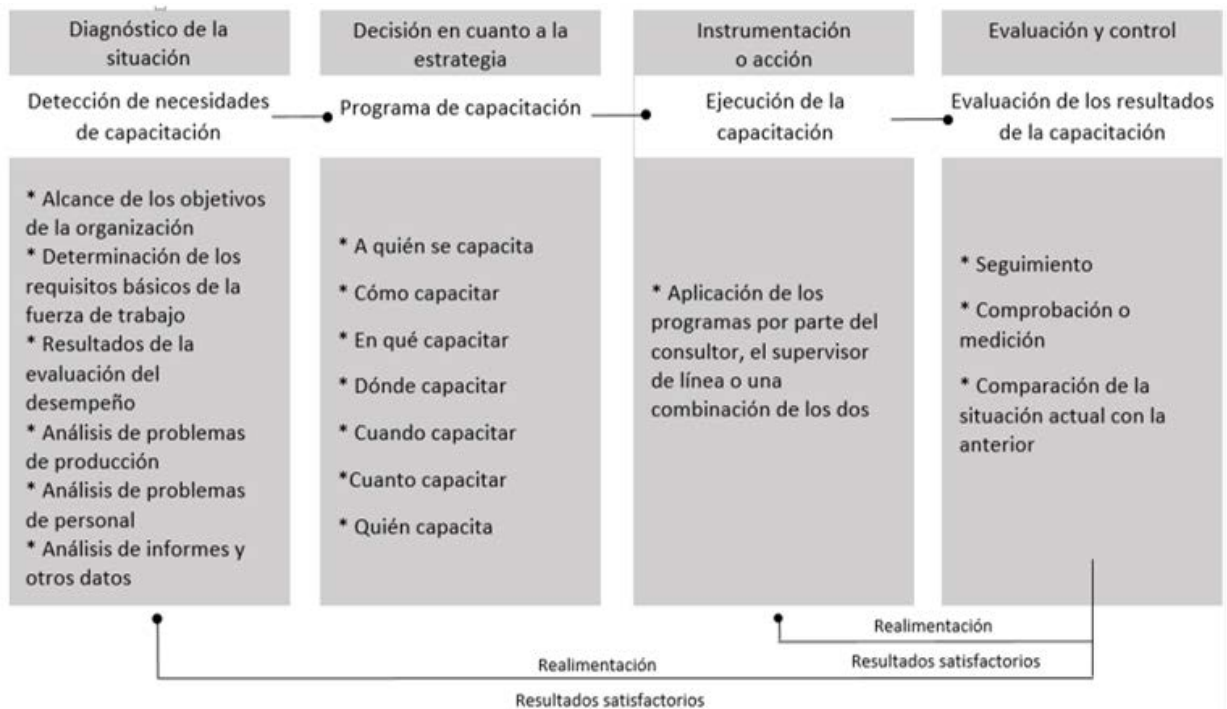 Diagnóstico de la
situación
Detección de necesidades
de capacitación
* Alcance de los objetivos
de la organización
* Determinación de los
requisitos básicos de la
fuerza de trabajo
* Resultados de la
evaluación del
desempeño
* Análisis de problemas
de producción
* Análisis de problemas
de personal
* Análisis de informes y
otros datos
Decisión en cuanto a la
estrategia
Programa de capacitación
* A quién se capacita
* Cómo capacitar
* En qué capacitar
* Dónde capacitar
* Cuando capacitar
*Cuanto capacitar
* Quién capacita
Instrumentación
o acción
Ejecución de la
capacitación
* Aplicación de los
programas por parte del
consultor, el supervisor
de línea o una
combinación de los dos
Evaluación y control
Evaluación de los resultados
de la capacitación
* Seguimiento
* Comprobación o
medición
* Comparación de la
situación actual con la
anterior
Realimentación
Resultados satisfactorios
Realimentación
Resultados satisfactorios